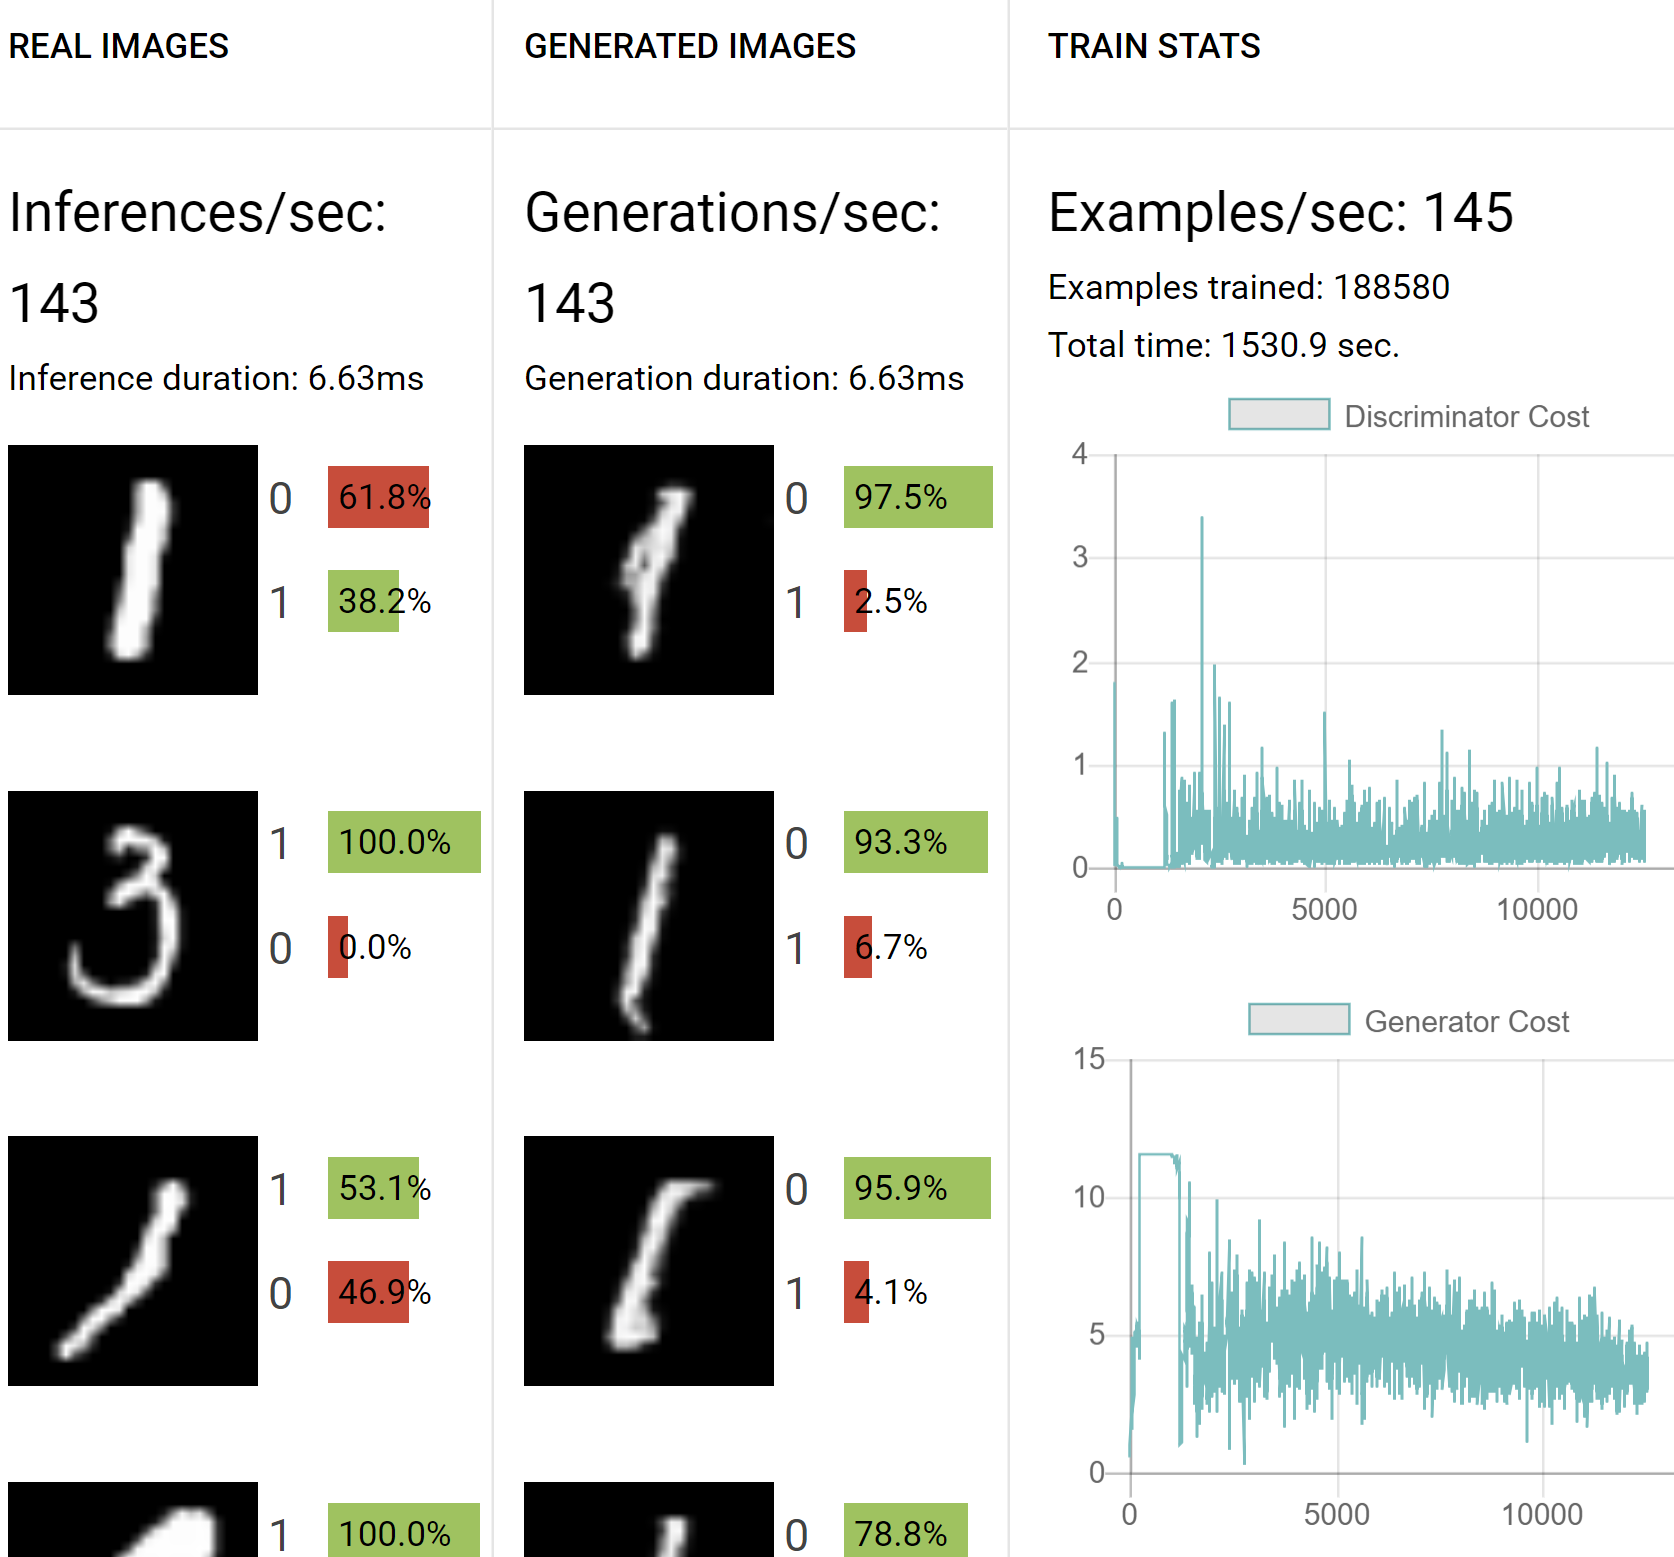 REAL IMAGES
Inferences/sec:
143
Inference duration: 6.63ms
0 61.8%
1 38.2%
1 100.0%
0 0.0%
1 53.1%
0 46.9%
1 100.0%
GENERATED IMAGES
Generations/sec:
143
Generation duration: 6.63ms
0 97.5%
1 2.5%
0 93.3%
1 6.7%
0 95.9%
1 4.1%
0 78.8%
TRAIN STATS
Examples/sec: 145
Examples trained: 188580
Total time: 1530.9 sec.
Discriminator Cost
4
3
2
1
0
0 5000 10000
Generator Cost
15
10
5
0
0 5000 10000